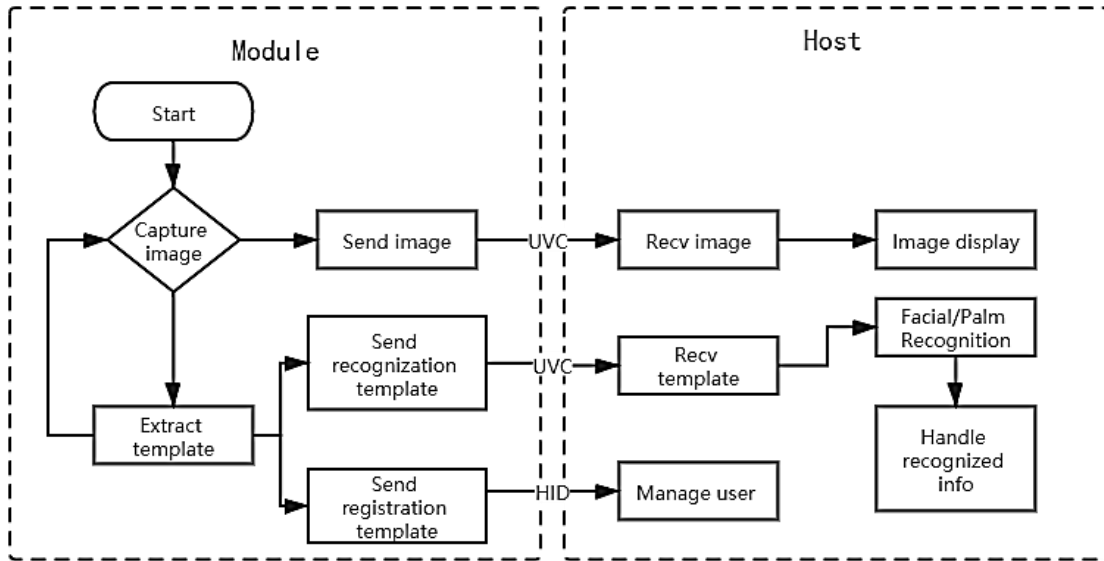 Module
Host
Start
Capture
image
Send image
UVC
Recv image
Image display
Send
recognization
template
UVC
Recv
template
Facial/Palm
Recognition
Extract
template
Handle
recognized
info
Send
registration
template
HID
Manage user